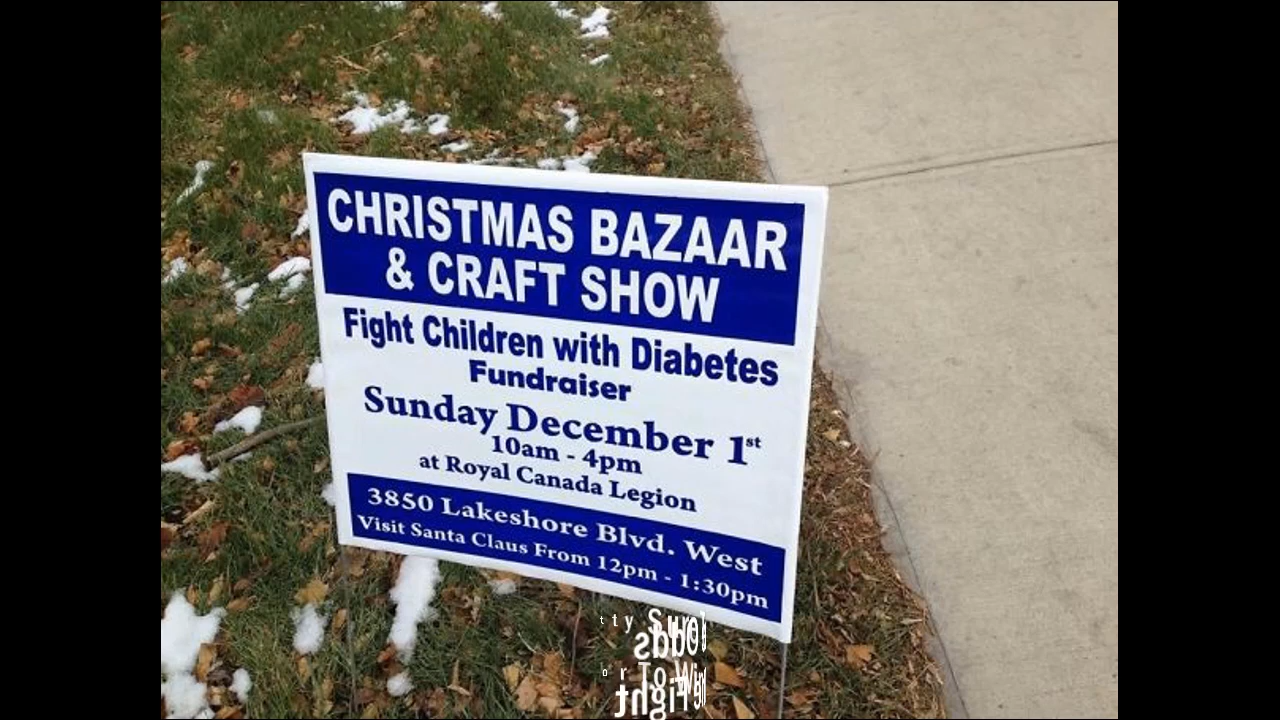 CHRISTMAS BAZAAR
& CRAFT SHOW
Fight Children with Diabetes
Fundraiser
Sunday December 1st
10am - 4pm
at Royal Canada Legion
3850 Lakeshore Blvd. West
Visit Santa Claus From 12pm - 1:30pm